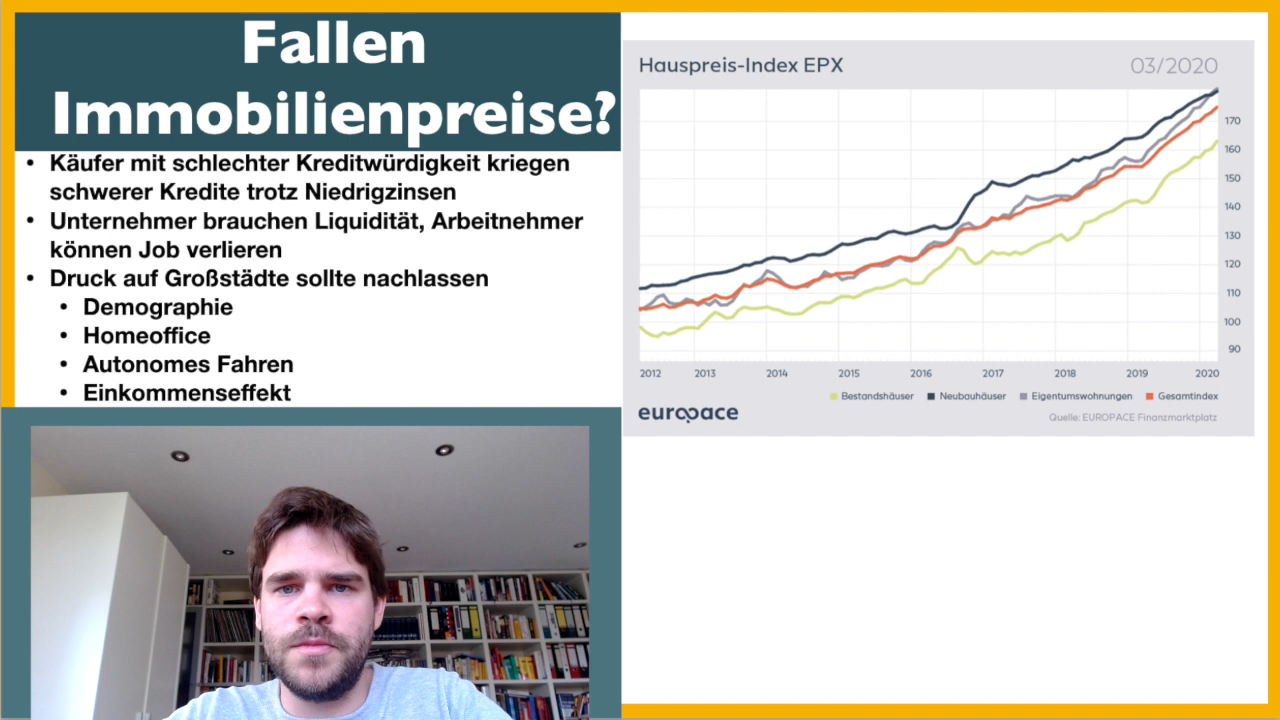 Fallen
Immobilienpreise?
• Käufer mit schlechter Kreditwürdigkeit kriegen
schwerer Kredite trotz Niedrigzinsen
• Unternehmer brauchen Liquidität, Arbeitnehmer
können Job verlieren
• Druck auf Großstädte sollte nachlassen
• Demographie
• Homeoffice
• Autonomes Fahren
• Einkommenseffekt
Hauspreis-Index EPX
03/2020
170
160
150
140
130
120
110
100
90
2012 2013 2014 2015 2016 2017 2018 2019 2020
Bestandshäuser Neubauhäuser Eigentumswohnungen Gesamtindex
europace
Quelle: EUROPACE Finanzmarktplatz